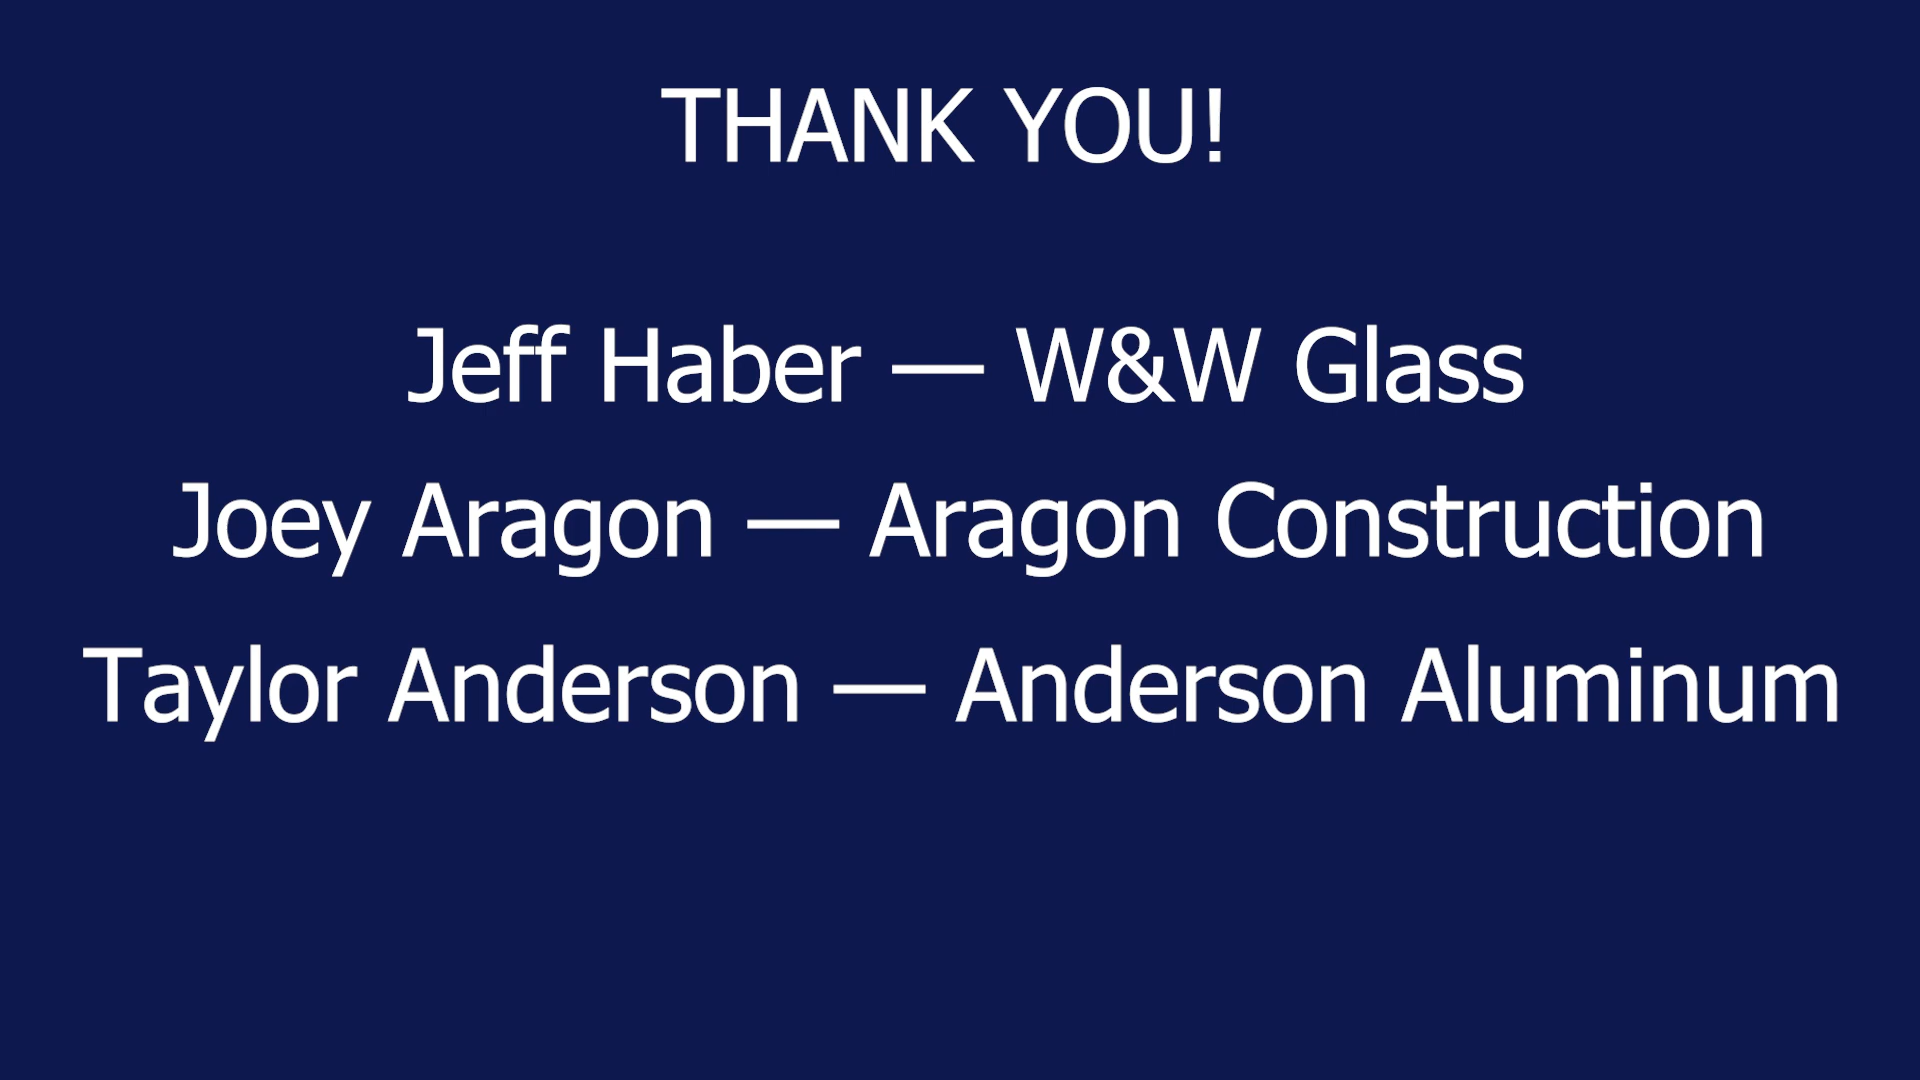 THANK YOU!
Jeff Haber — W&W Glass
Joey Aragon — Aragon Construction
Taylor Anderson — Anderson Aluminum